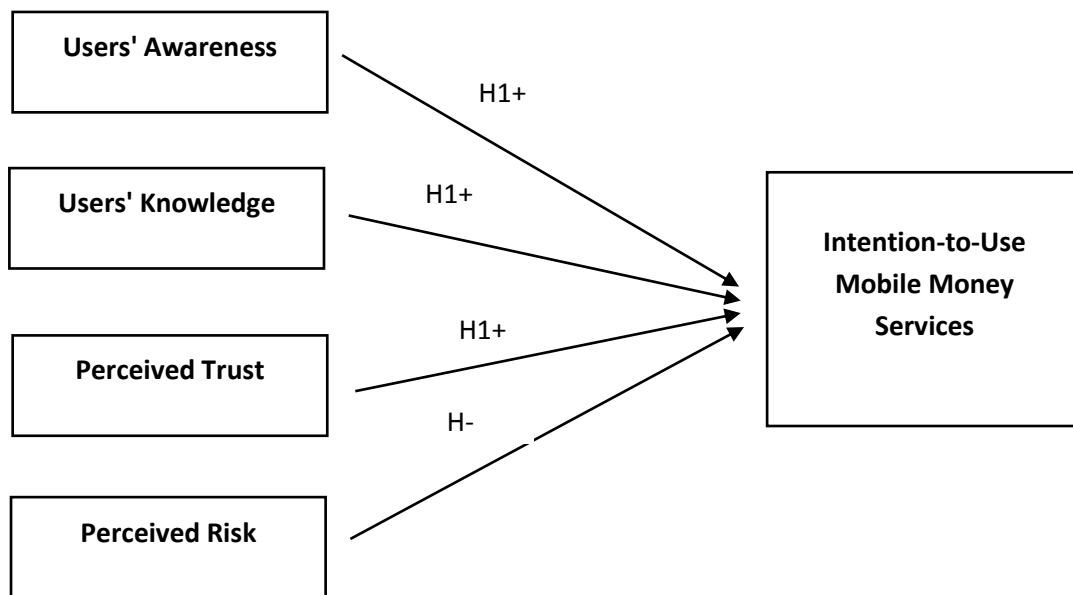 Users' Awareness
H1+
Users' Knowledge
H1+
Intention-to-Use
Mobile Money
Services
H1+
Perceived Trust
H-
Perceived Risk